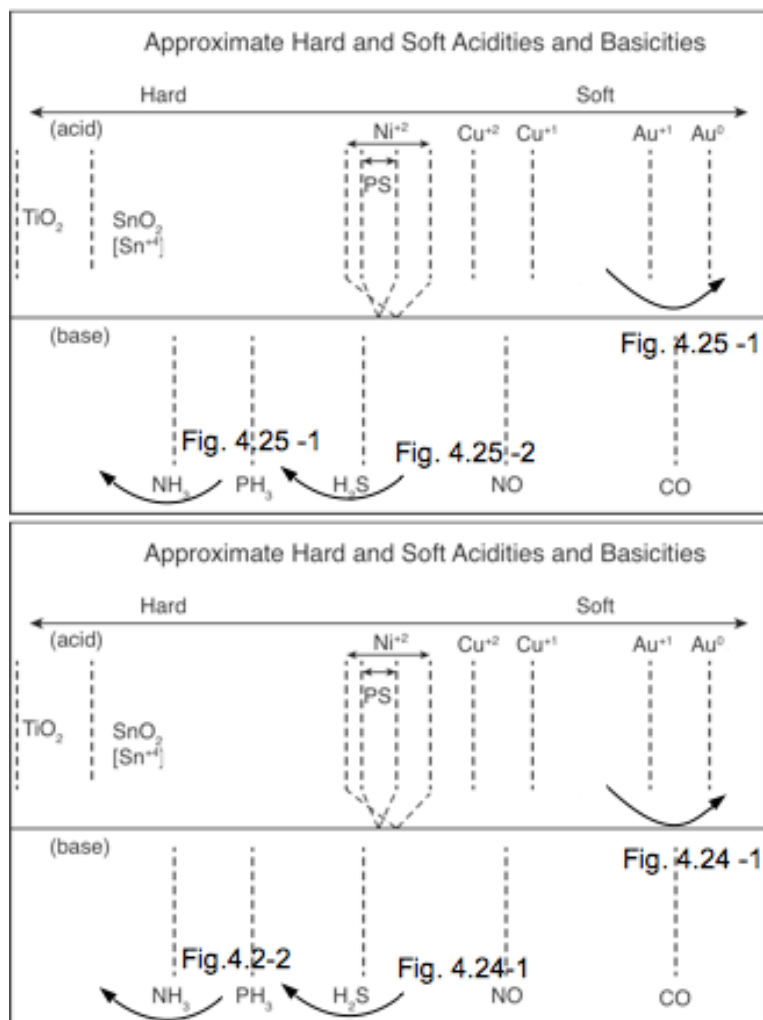 Approximate Hard and Soft Acidities and Basicities
Hard Soft
(acid) Ni⁺² Cu⁺² Cu⁺¹ Au⁺¹ Au⁰
PS
TiO₂ SnO₂
[Sn⁺⁴]
(base) Fig. 4.25 -1
Fig. 4.25 -1 Fig. 4.25 -2
NH₃ PH₃ H₂S NO CO
Approximate Hard and Soft Acidities and Basicities
Hard Soft
(acid) Ni⁺² Cu⁺² Cu⁺¹ Au⁺¹ Au⁰
PS
TiO₂ SnO₂
[Sn⁺⁴]
(base) Fig. 4.24 -1
Fig.4.2-2 Fig. 4.24-1
NH₃ PH₃ H₂S NO CO